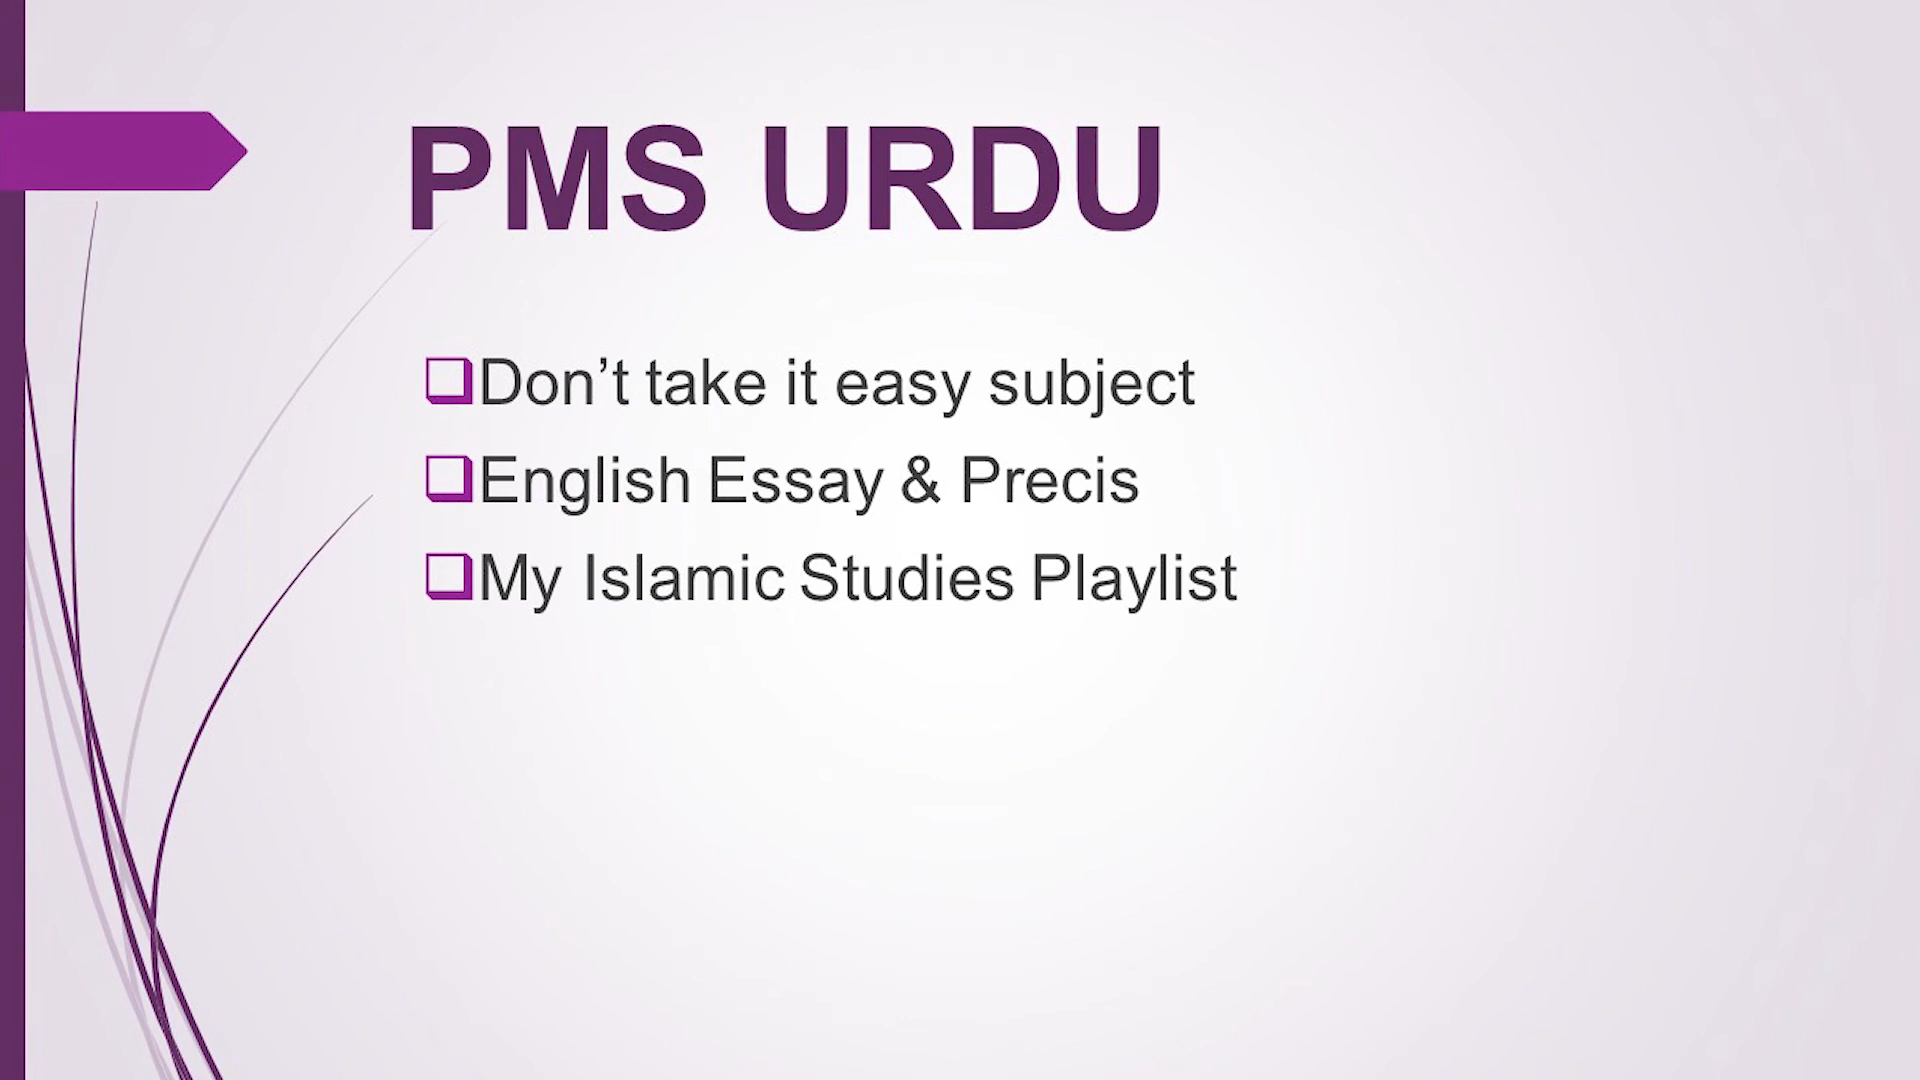 PMS URDU
Don’t take it easy subject
English Essay & Precis
My Islamic Studies Playlist